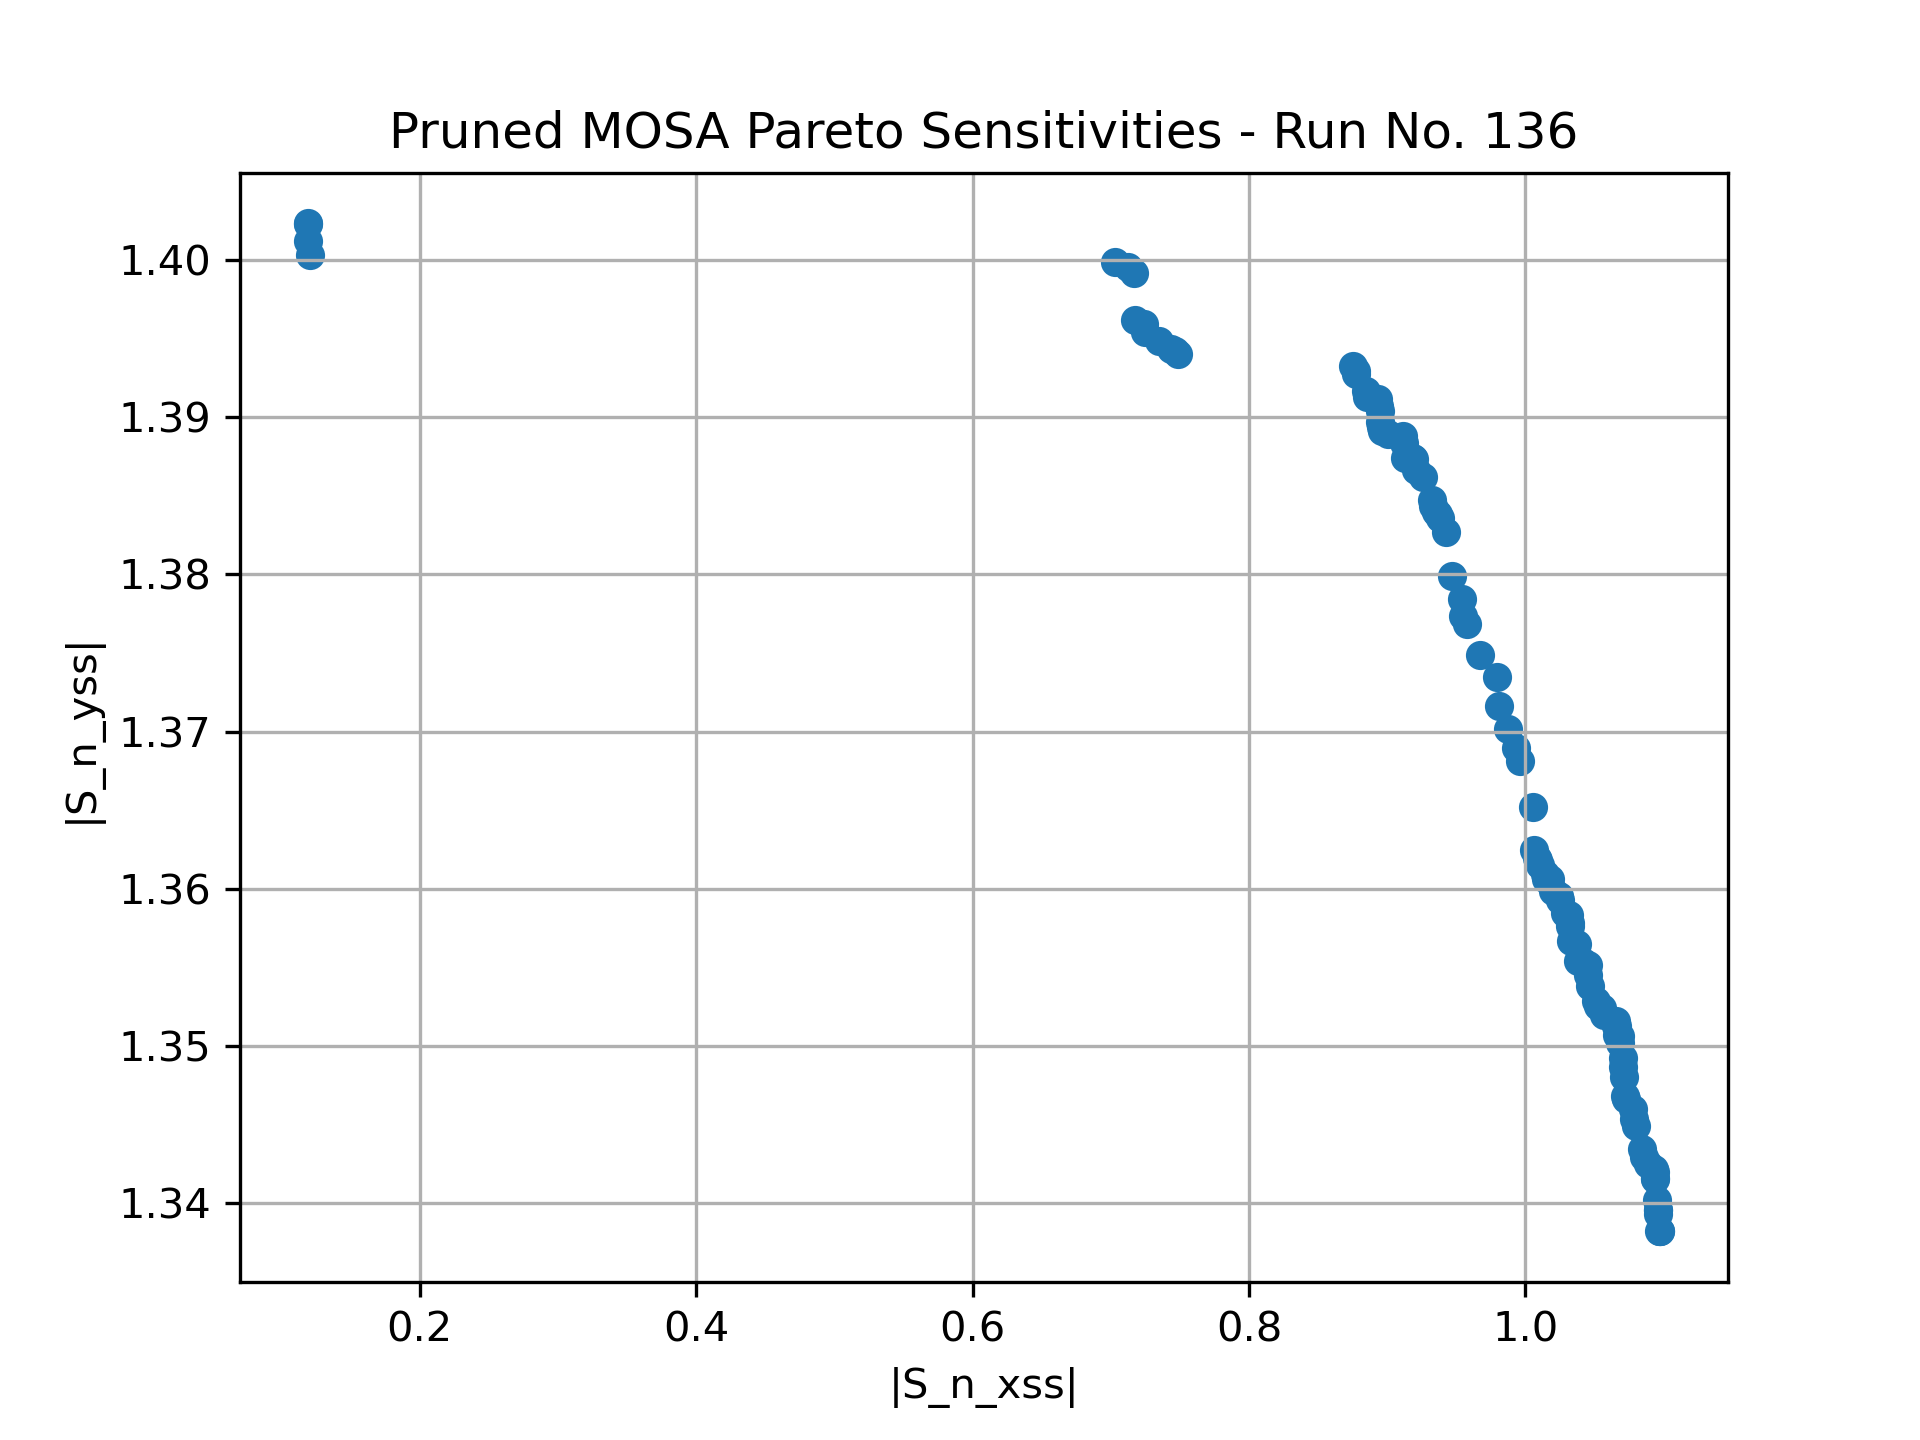 Pruned MOSA Pareto Sensitivities - Run No. 136
1.40
1.39
1.38
1.37
1.36
1.35
1.34
|S_n_yss|
0.2 0.4 0.6 0.8 1.0
|S_n_xss|